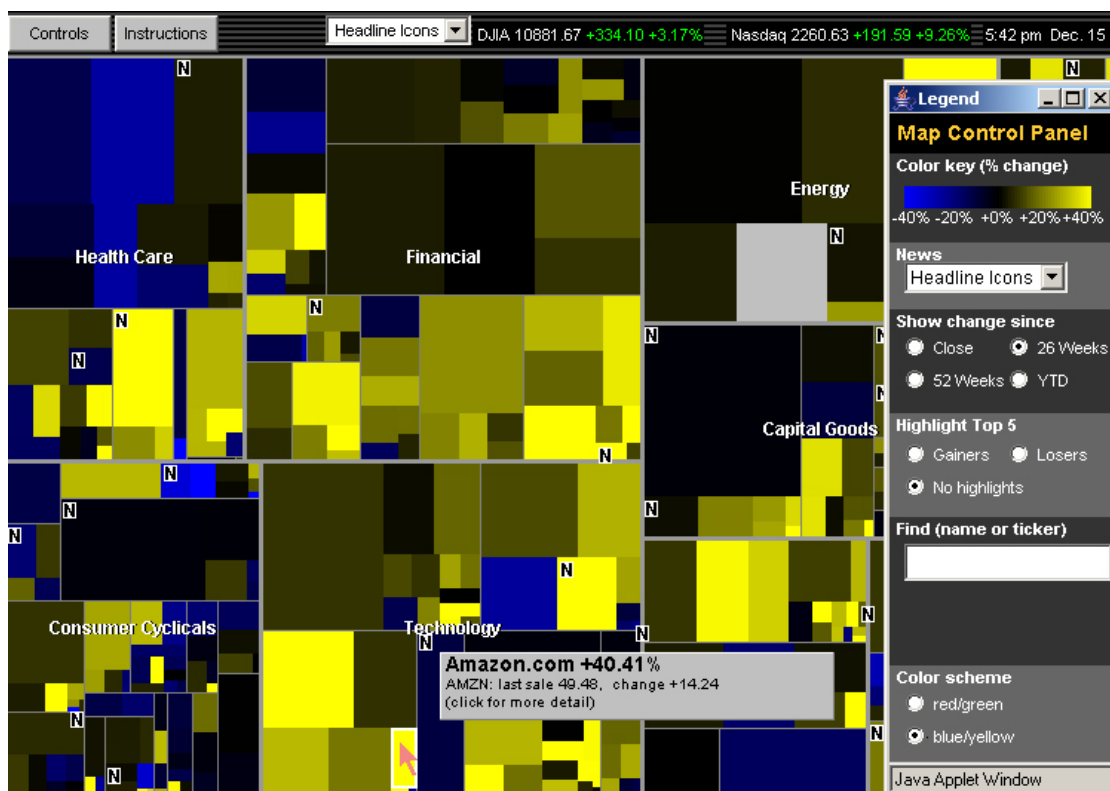 Controls
Instructions
Headline Icons
DJIA 10881.67 +334.10 +3.17%
Nasdaq 2260.63 +191.59 +9.26%
5:42 pm Dec. 15
N
N
Legend
Map Control Panel
Color key (% change)
-40% -20% +0% +20% +40%
Energy
N
Health Care
Financial
News
Headline Icons
N
N
N
N
N
Show change since
Close
26 Weeks
52 Weeks
YTD
N
N
Capital Goods
Highlight Top 5
Gainers
Losers
No highlights
N
N
N
N
N
Find (name or ticker)
N
N
Consumer Cyclicals
Technology
N
N
Amazon.com +40.41%
AMZN: last sale 49.48, change +14.24
(click for more detail)
Color scheme
red/green
blue/yellow
N
N
N
Java Applet Window